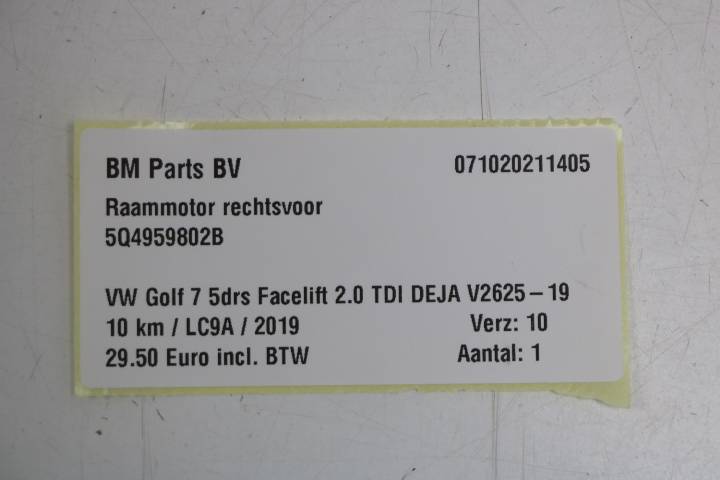 BM Parts BV 071020211405
Raammotor rechtsvoor
5Q4959802B
VW Golf 7 5drs Facelift 2.0 TDI DEJA V2625-19
10 km / LC9A / 2019 Verz: 10
29.50 Euro incl. BTW Aantal: 1